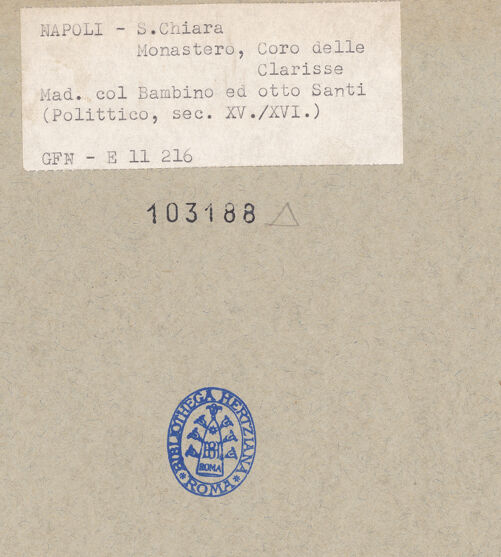 NAPOLI - S.Chiara
Monastero, Coro delle
Clarisse
Mad. col Bambino ed otto Santi
(Polittico, sec. XV./XVI.)
GFN - E 11 216
103188
BIBLIOTHECA HERTZIANA
ROMA
* ROMA *